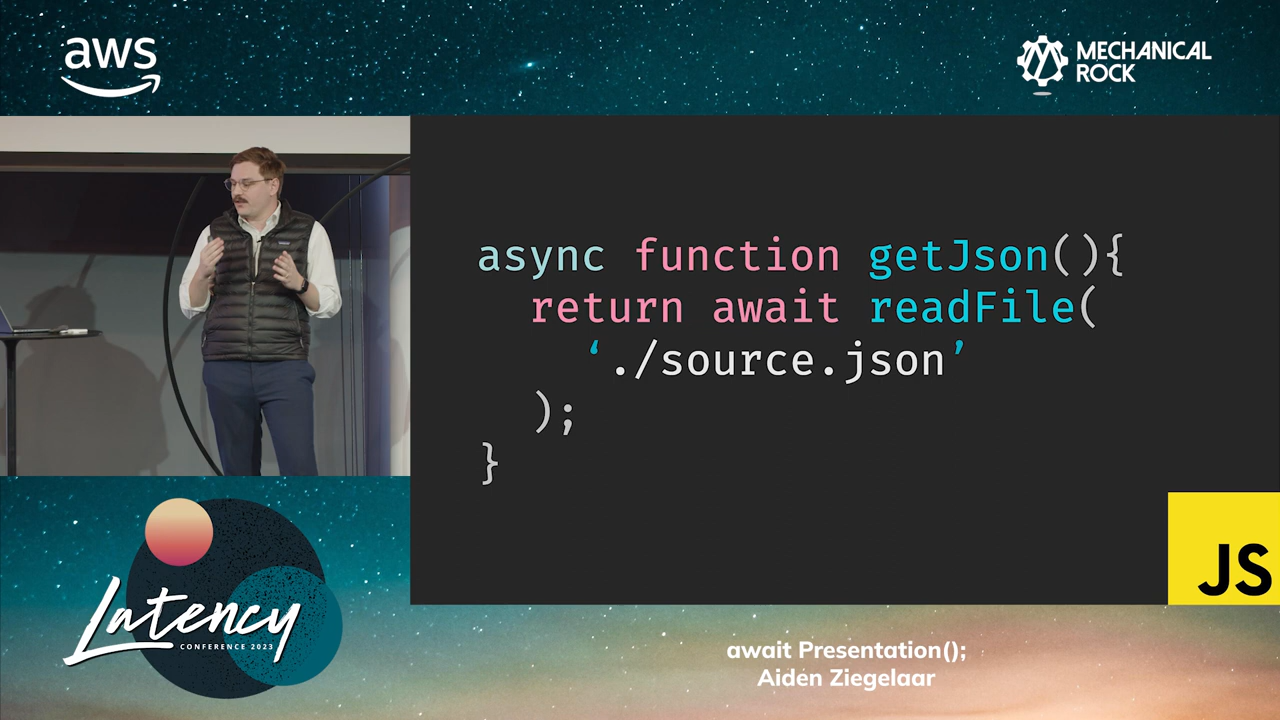 aws
MECHANICAL
ROCK
async function getJson(){
return await readFile(
‘./source.json’
);
}
JS
Latency
CONFERENCE 2023
await Presentation();
Aiden Ziegelaar